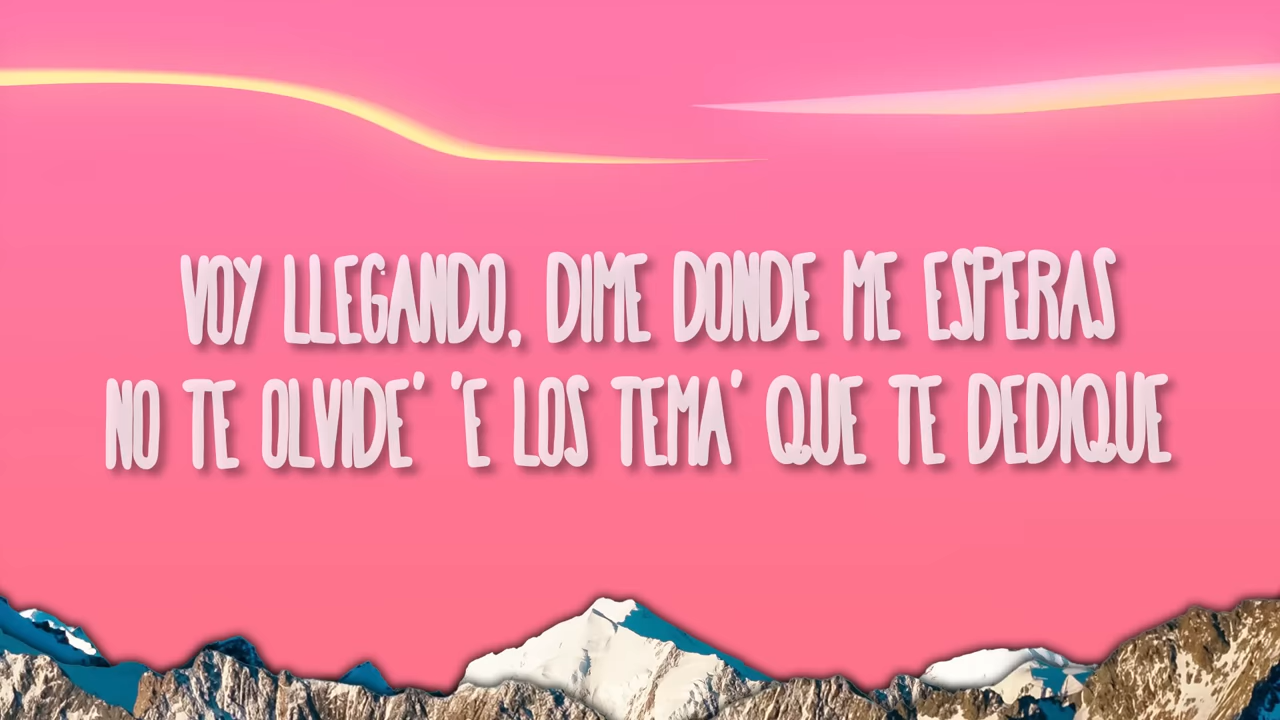 VOY LLEGANDO, DIME DONDE ME ESPERAS
NO TE OLVIDE' 'E LOS TEMA' QUE TE DEDIQUE